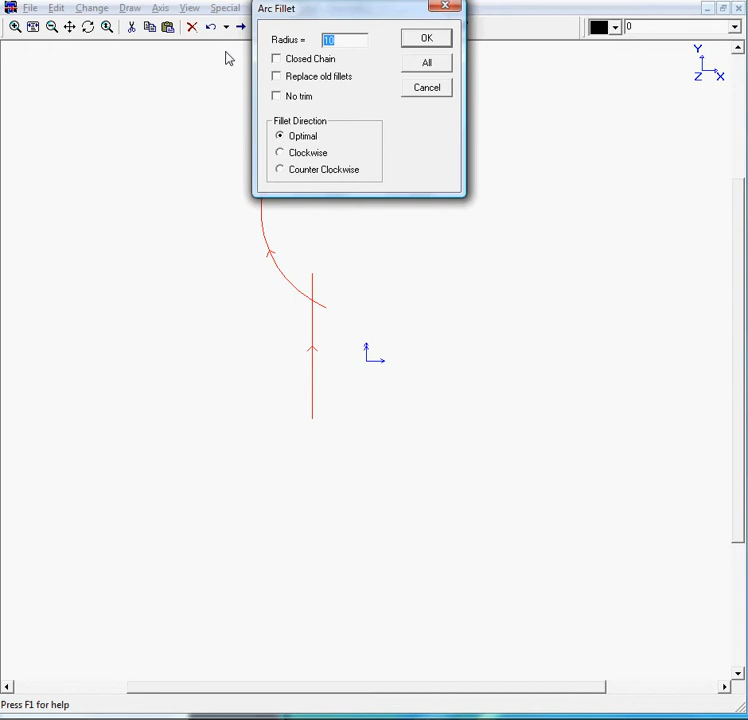 File Edit Change Draw Axis View Special
0
Arc Fillet
Radius = 10
OK
Closed Chain
All
Replace old fillets
Cancel
No trim
Fillet Direction
Optimal
Clockwise
Counter Clockwise
Y
Z X
Press F1 for help